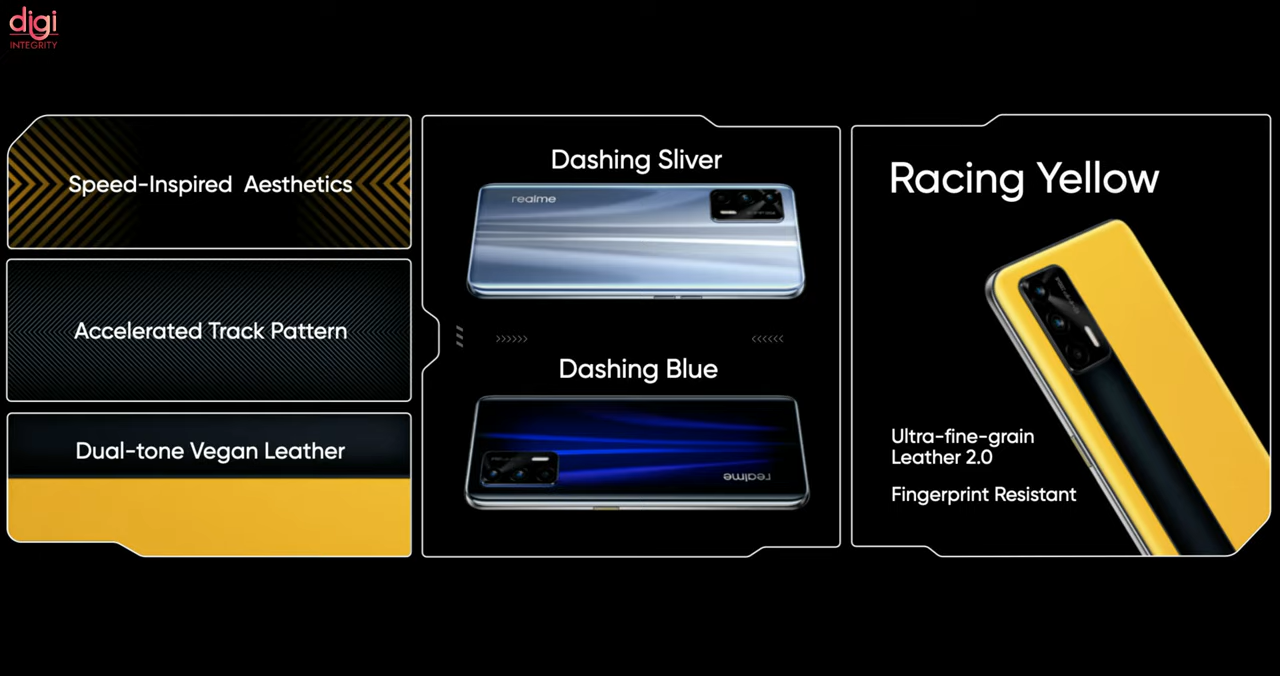 digi
INTEGRITY
Speed-Inspired Aesthetics
Accelerated Track Pattern
Dual-tone Vegan Leather
Dashing Sliver
realme
Dashing Blue
realme
Racing Yellow
Ultra-fine-grain
Leather 2.0
Fingerprint Resistant